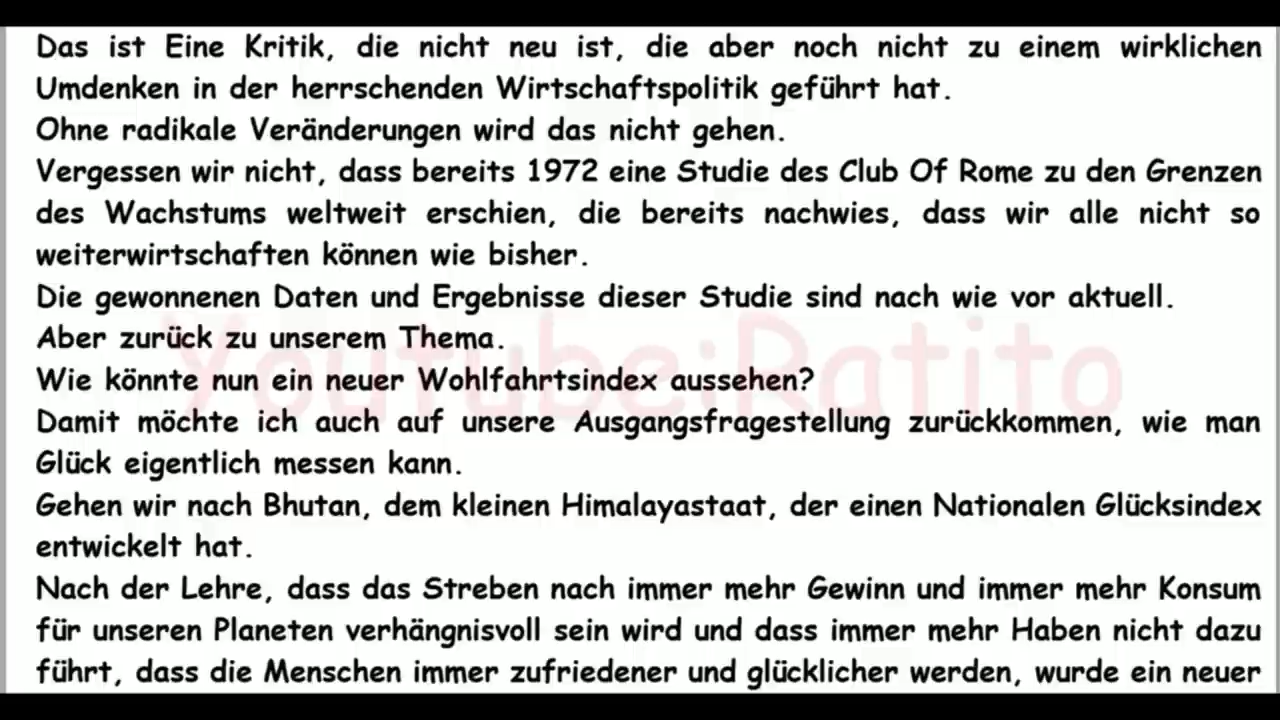 Das ist Eine Kritik, die nicht neu ist, die aber noch nicht zu einem wirklichen
Umdenken in der herrschenden Wirtschaftspolitik geführt hat.
Ohne radikale Veränderungen wird das nicht gehen.
Vergessen wir nicht, dass bereits 1972 eine Studie des Club Of Rome zu den Grenzen
des Wachstums weltweit erschien, die bereits nachwies, dass wir alle nicht so
weiterwirtschaften können wie bisher.
Die gewonnenen Daten und Ergebnisse dieser Studie sind nach wie vor aktuell.
Aber zurück zu unserem Thema.
Youtube:Ratito
Wie könnte nun ein neuer Wohlfahrtsindex aussehen?
Damit möchte ich auch auf unsere Ausgangsfragestellung zurückkommen, wie man
Glück eigentlich messen kann.
Gehen wir nach Bhutan, dem kleinen Himalayastaat, der einen Nationalen Glücksindex
entwickelt hat.
Nach der Lehre, dass das Streben nach immer mehr Gewinn und immer mehr Konsum
für unseren Planeten verhängnisvoll sein wird und dass immer mehr Haben nicht dazu
führt, dass die Menschen immer zufriedener und glücklicher werden, wurde ein neuer